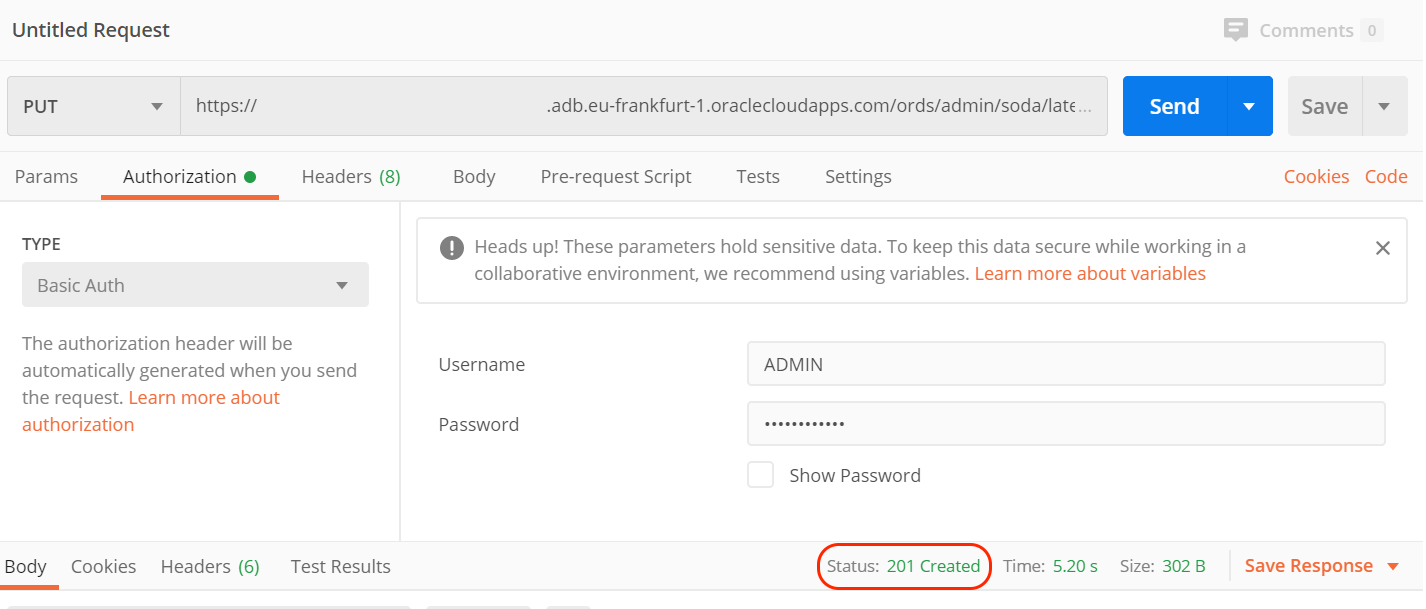 Untitled Request
Comments 0
PUT
https:// .adb.eu-frankfurt-1.oraclecloudapps.com/ords/admin/soda/late...
Send
Save
Params Authorization Headers (8) Body Pre-request Script Tests Settings Cookies Code
TYPE
Basic Auth
The authorization header will be
automatically generated when you send
the request. Learn more about
authorization
Heads up! These parameters hold sensitive data. To keep this data secure while working in a
collaborative environment, we recommend using variables. Learn more about variables
Username ADMIN
Password ••••••••••••
Show Password
Body Cookies Headers (6) Test Results Status: 201 Created Time: 5.20 s Size: 302 B Save Response